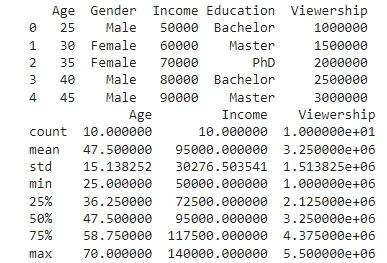 Age Gender Income Education Viewership
0 25 Male 50000 Bachelor 1000000
1 30 Female 60000 Master 1500000
2 35 Female 70000 PhD 2000000
3 40 Male 80000 Bachelor 2500000
4 45 Male 90000 Master 3000000
Age Income Viewership
count 10.000000 10.000000 1.000000e+01
mean 47.500000 95000.000000 3.250000e+06
std 15.138252 30276.503541 1.513825e+06
min 25.000000 50000.000000 1.000000e+06
25% 36.250000 72500.000000 2.125000e+06
50% 47.500000 95000.000000 3.250000e+06
75% 58.750000 117500.000000 4.375000e+06
max 70.000000 140000.000000 5.500000e+06